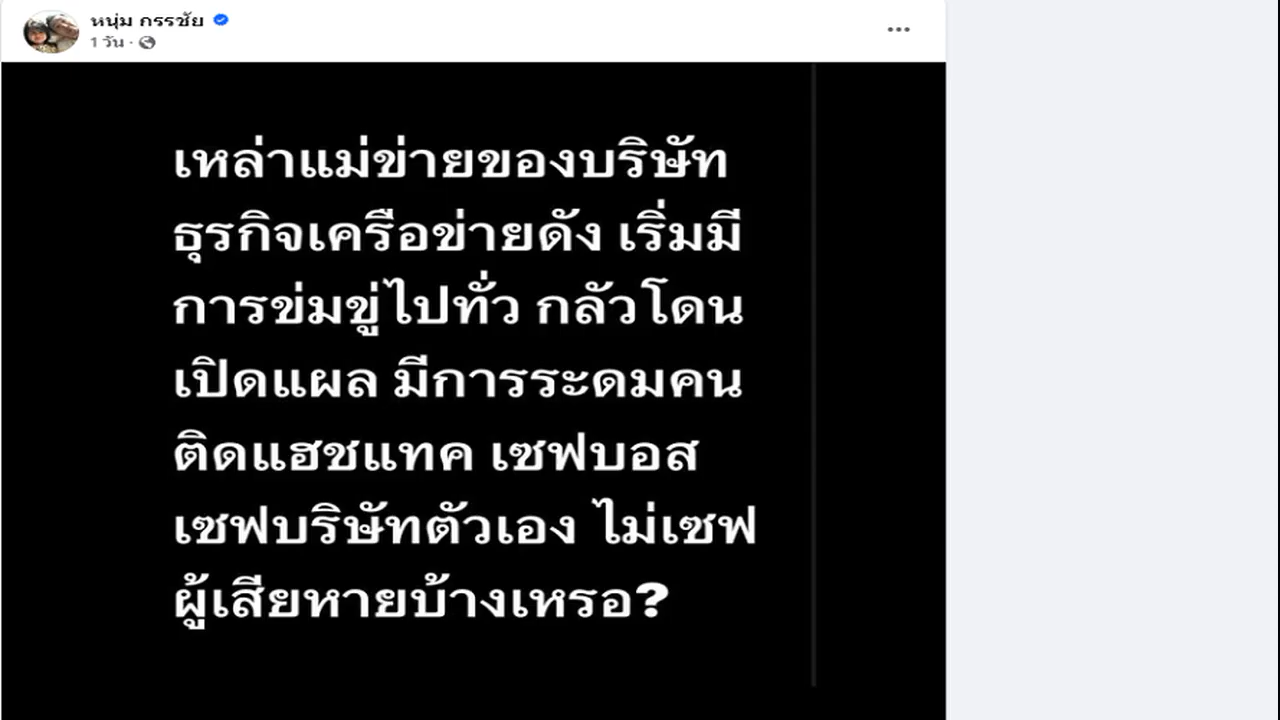 หนุ่ม กรรชัย
1 วัน ·
เหล่าแม่ข่ายของบริษัท
ธุรกิจเครือข่ายดัง เริ่มมี
การข่มขู่ไปทั่ว กลัวโดน
เปิดแผล มีการระดมคน
ติดแฮชแทค เซฟบอส
เซฟบริษัทตัวเอง ไม่เซฟ
ผู้เสียหายบ้างเหรอ?